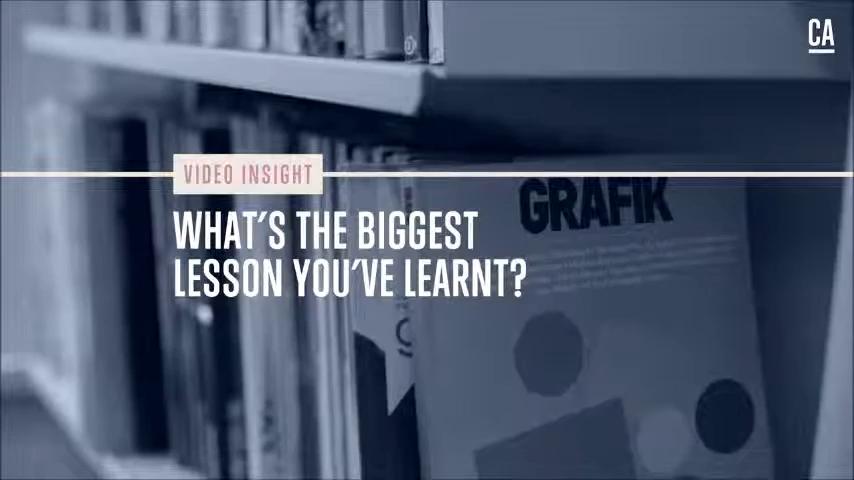 CA
VIDEO INSIGHT
WHAT'S THE BIGGEST
LESSON YOU'VE LEARNT?
GRAFIK